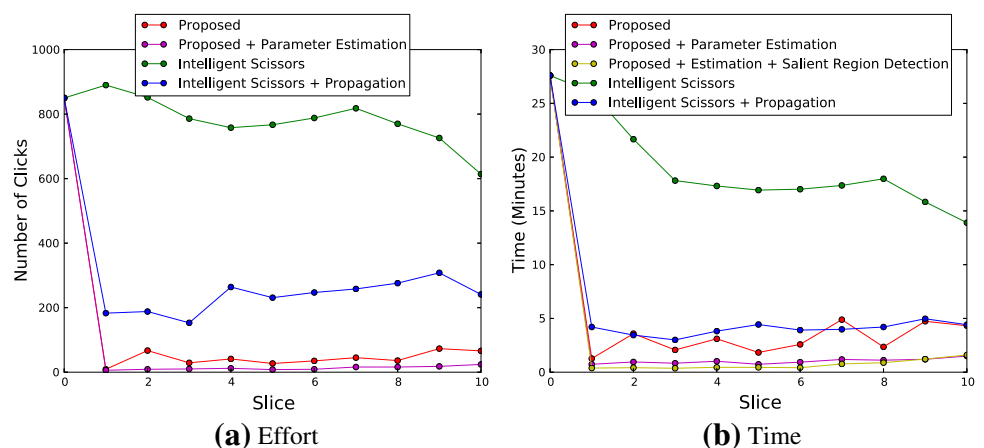 Proposed
Proposed + Parameter Estimation
Intelligent Scissors
Intelligent Scissors + Propagation
1000
800
600
400
200
0
Number of Clicks
0 2 4 6 8 10
Slice
(a) Effort
Proposed
Proposed + Parameter Estimation
Proposed + Estimation + Salient Region Detection
Intelligent Scissors
Intelligent Scissors + Propagation
30
25
20
15
10
5
0
Time (Minutes)
0 2 4 6 8 10
Slice
(b) Time